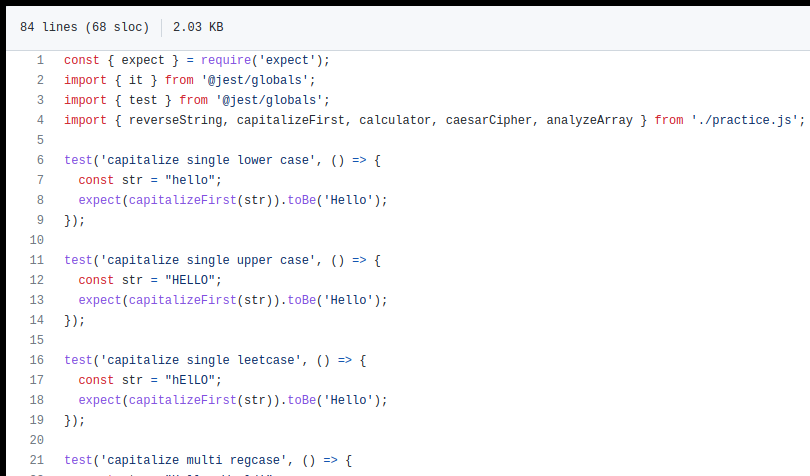 84 lines (68 sloc) 2.03 KB
1 const { expect } = require('expect');
2 import { it } from '@jest/globals';
3 import { test } from '@jest/globals';
4 import { reverseString, capitalizeFirst, calculator, caesarCipher, analyzeArray } from './practice.js';
5
6 test('capitalize single lower case', () => {
7 const str = "hello";
8 expect(capitalizeFirst(str)).toBe('Hello');
9 });
10
11 test('capitalize single upper case', () => {
12 const str = "HELLO";
13 expect(capitalizeFirst(str)).toBe('Hello');
14 });
15
16 test('capitalize single leetcase', () => {
17 const str = "hElLO";
18 expect(capitalizeFirst(str)).toBe('Hello');
19 });
20
21 test('capitalize multi regcase', () => {